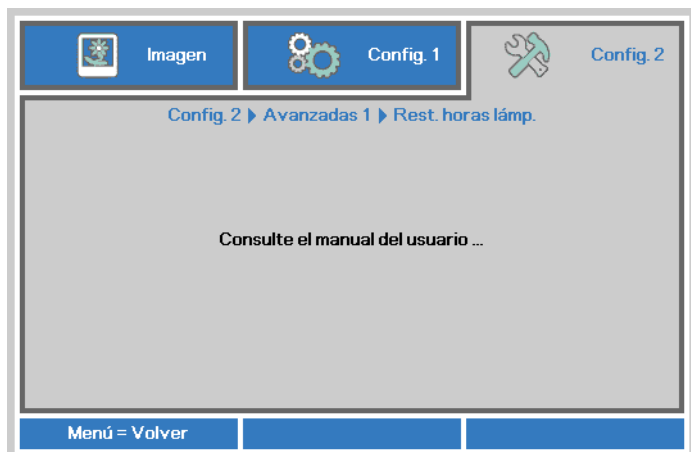 Imagen
Config. 1
Config. 2
Config. 2 ▶ Avanzadas 1 ▶ Rest. horas lámp.
Consulte el manual del usuario ...
Menú = Volver